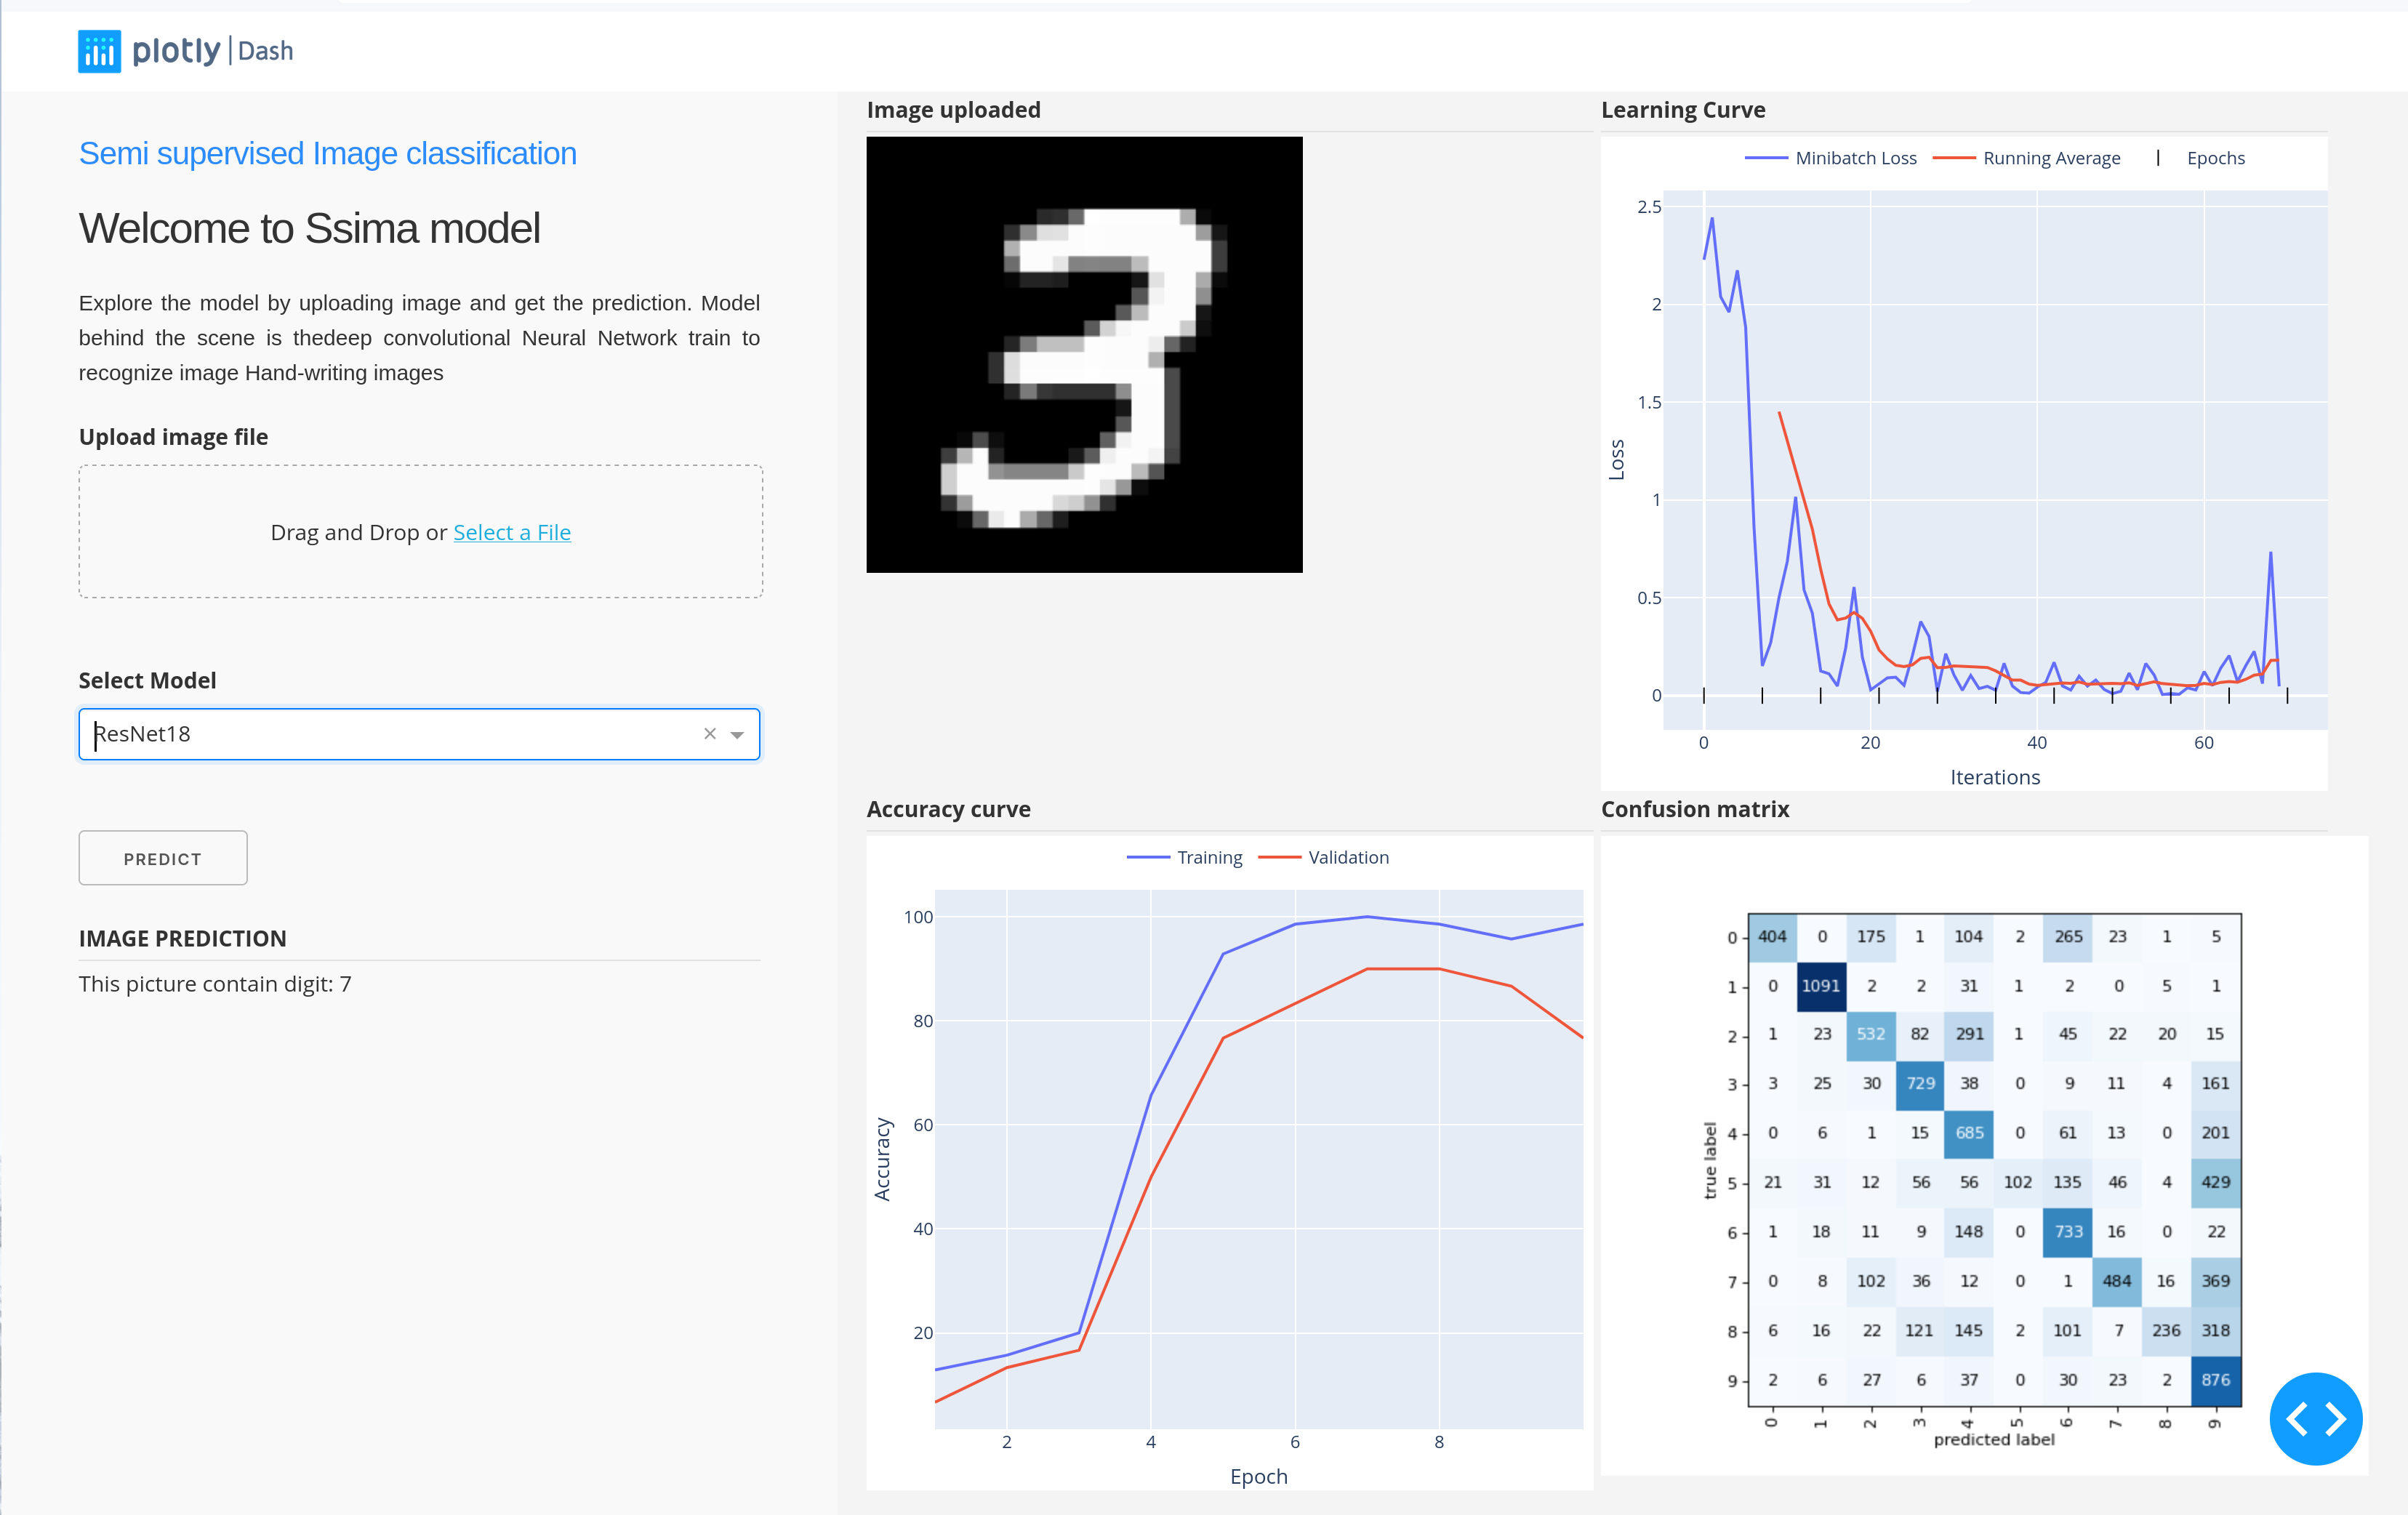 plotly | Dash
Semi supervised Image classification
Welcome to Ssima model
Explore the model by uploading image and get the prediction. Model
behind the scene is thedeep convolutional Neural Network train to
recognize image Hand-writing images
Upload image file
Drag and Drop or Select a File
Select Model
ResNet18
PREDICT
IMAGE PREDICTION
This picture contain digit: 7
Image uploaded
3
Learning Curve
Minibatch Loss Running Average Epochs
2.5
2
1.5
1
0.5
0
Loss
0 20 40 60
Iterations
Accuracy curve
Training Validation
100
80
60
40
20
Accuracy
2 4 6 8
Epoch
Confusion matrix
0 404 0 175 1 104 2 265 23 1 5
1 0 1091 2 2 31 1 2 0 5 1
2 1 23 532 82 291 1 45 22 20 15
3 3 25 30 729 38 0 9 11 4 161
4 0 6 1 15 685 0 61 13 0 201
5 21 31 12 56 56 102 135 46 4 429
6 1 18 11 9 148 0 733 16 0 22
7 0 8 102 36 12 0 1 484 16 369
8 6 16 22 121 145 2 101 7 236 318
9 2 6 27 6 37 0 30 23 2 876
true label
0 1 2 3 4 5 6 7 8 9
predicted label